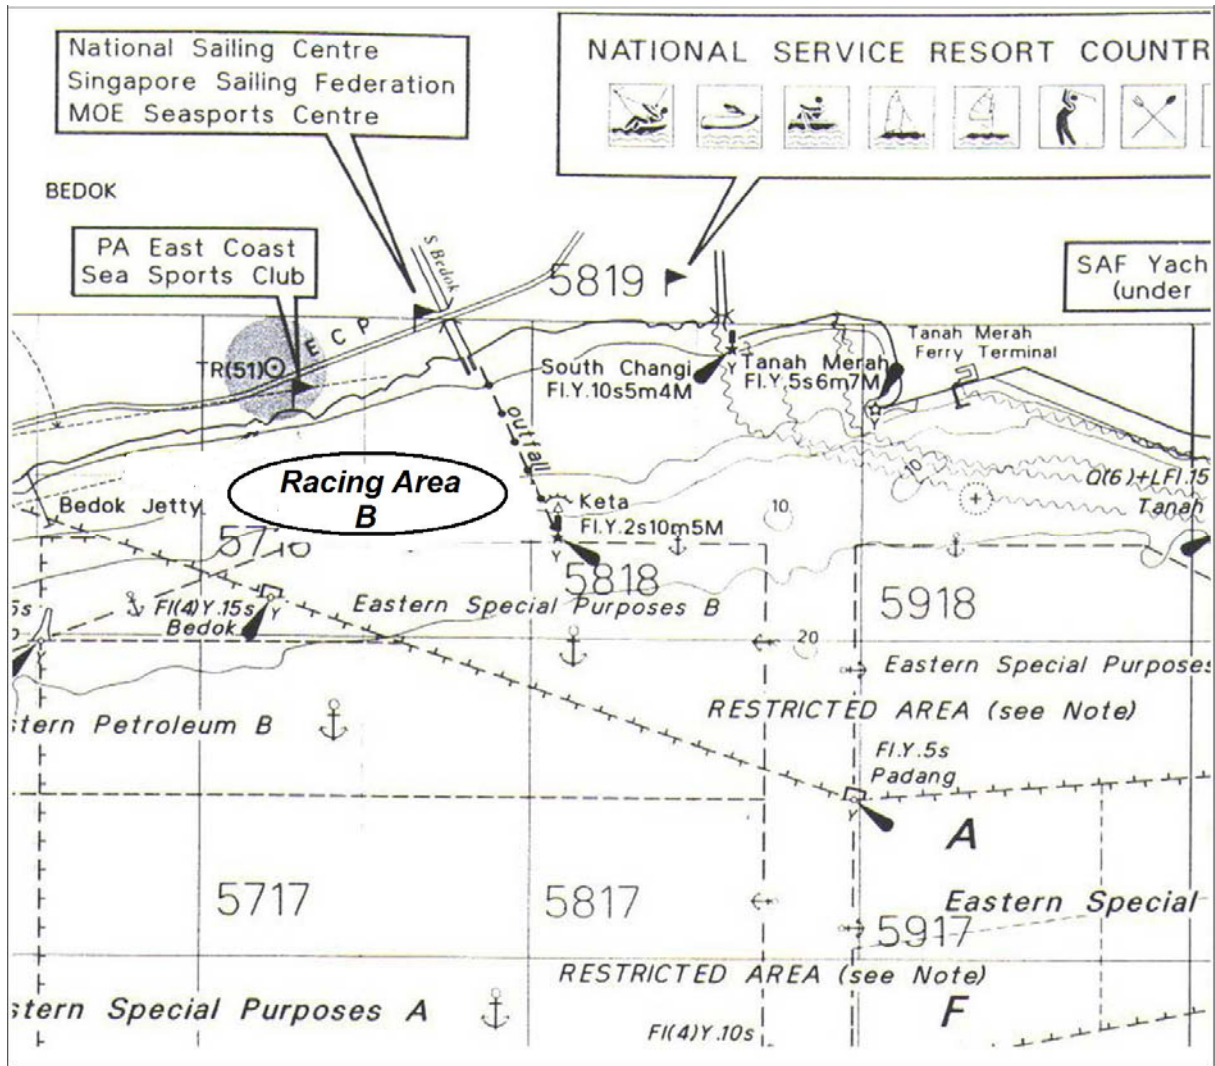 National Sailing Centre
Singapore Sailing Federation
MOE Seasports Centre
NATIONAL SERVICE RESORT COUNTR
BEDOK
PA East Coast
Sea Sports Club
S Bedok
5819
SAF Yach
(under
ECP
TR(51)
South Changi
Fl.Y.10s5m4M
Y
Tanah Merah
Fl.Y,5s6m7M
Y
Tanah Merah
Ferry Terminal
outfall
Racing Area
B
Bedok Jetty
Keta
Fl.Y.2s10m5M
Y
10
10
Q(6)+LFl.15
Tanah
5818
5918
Fl(4)Y.15s
Bedok
Y
5s
Y
Eastern Special Purposes B
20
Eastern Special Purposes
RESTRICTED AREA (see Note)
stern Petroleum B
Fl.Y.5s
Padang
Y
A
5717
5817
Eastern Special
5917
RESTRICTED AREA (see Note)
stern Special Purposes A
F
Fl(4)Y.10s